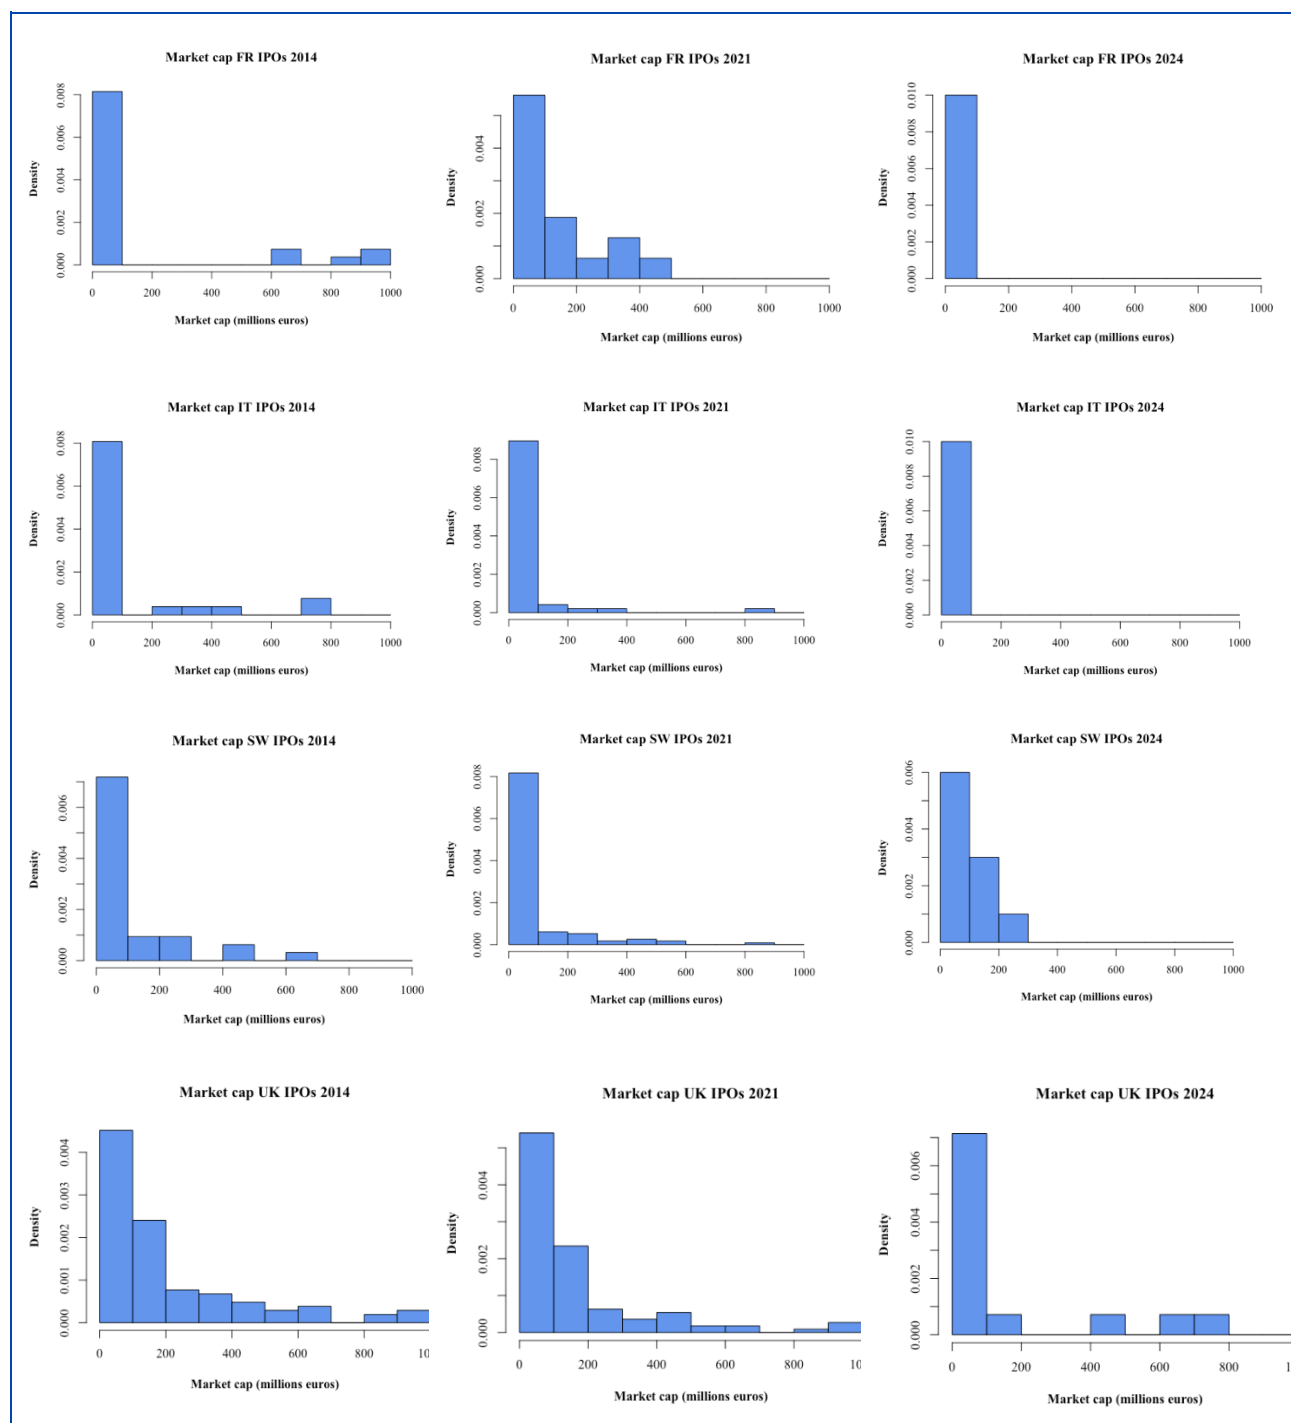 Market cap FR IPOs 2014
Density
0.000 0.002 0.004 0.006 0.008
0 200 400 600 800 1000
Market cap (millions euros)
Market cap FR IPOs 2021
Density
0.000 0.002 0.004
0 200 400 600 800 1000
Market cap (millions euros)
Market cap FR IPOs 2024
Density
0.000 0.002 0.004 0.006 0.008 0.010
0 200 400 600 800 1000
Market cap (millions euros)
Market cap IT IPOs 2014
Density
0.000 0.002 0.004 0.006 0.008
0 200 400 600 800 1000
Market cap (millions euros)
Market cap IT IPOs 2021
Density
0.000 0.002 0.004 0.006 0.008
0 200 400 600 800 1000
Market cap (millions euros)
Market cap IT IPOs 2024
Density
0.000 0.002 0.004 0.006 0.008 0.010
0 200 400 600 800 1000
Market cap (millions euros)
Market cap SW IPOs 2014
Density
0.000 0.002 0.004 0.006
0 200 400 600 800 1000
Market cap (millions euros)
Market cap SW IPOs 2021
Density
0.000 0.002 0.004 0.006 0.008
0 200 400 600 800 1000
Market cap (millions euros)
Market cap SW IPOs 2024
Density
0.000 0.002 0.004 0.006
0 200 400 600 800 1000
Market cap (millions euros)
Market cap UK IPOs 2014
Density
0.000 0.001 0.002 0.003 0.004
0 200 400 600 800
Market cap (millions euros)
Market cap UK IPOs 2021
Density
0.000 0.002 0.004
0 200 400 600 800
Market cap (millions euros)
Market cap UK IPOs 2024
Density
0.000 0.002 0.004 0.006
0 200 400 600 800
Market cap (millions euros)